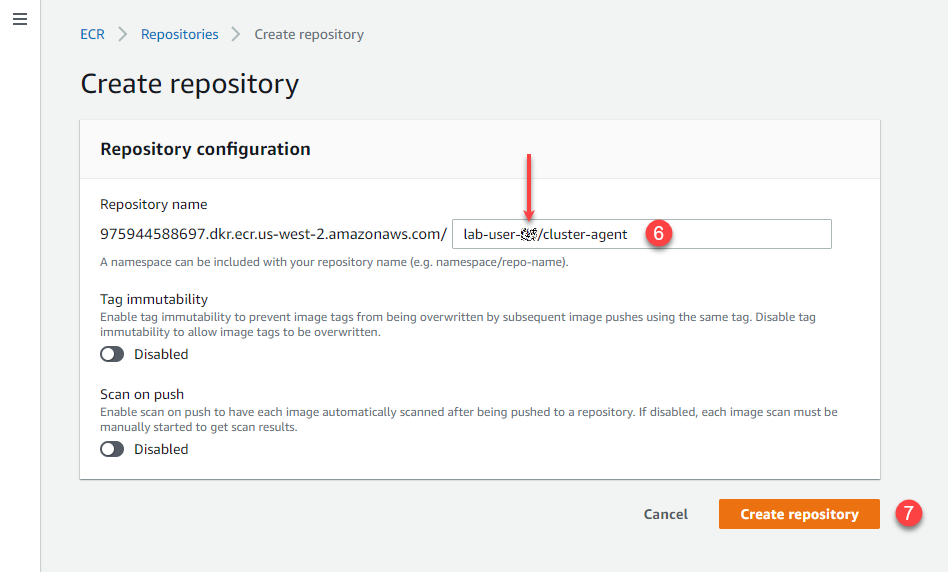 ECR > Repositories > Create repository
Create repository
Repository configuration
Repository name
975944588697.dkr.ecr.us-west-2.amazonaws.com/ lab-user-/cluster-agent 6
A namespace can be included with your repository name (e.g. namespace/repo-name).
Tag immutability
Enable tag immutability to prevent image tags from being overwritten by subsequent image pushes using the same tag. Disable tag
immutability to allow image tags to be overwritten.
Disabled
Scan on push
Enable scan on push to have each image automatically scanned after being pushed to a repository. If disabled, each image scan must be
manually started to get scan results.
Disabled
Cancel Create repository 7